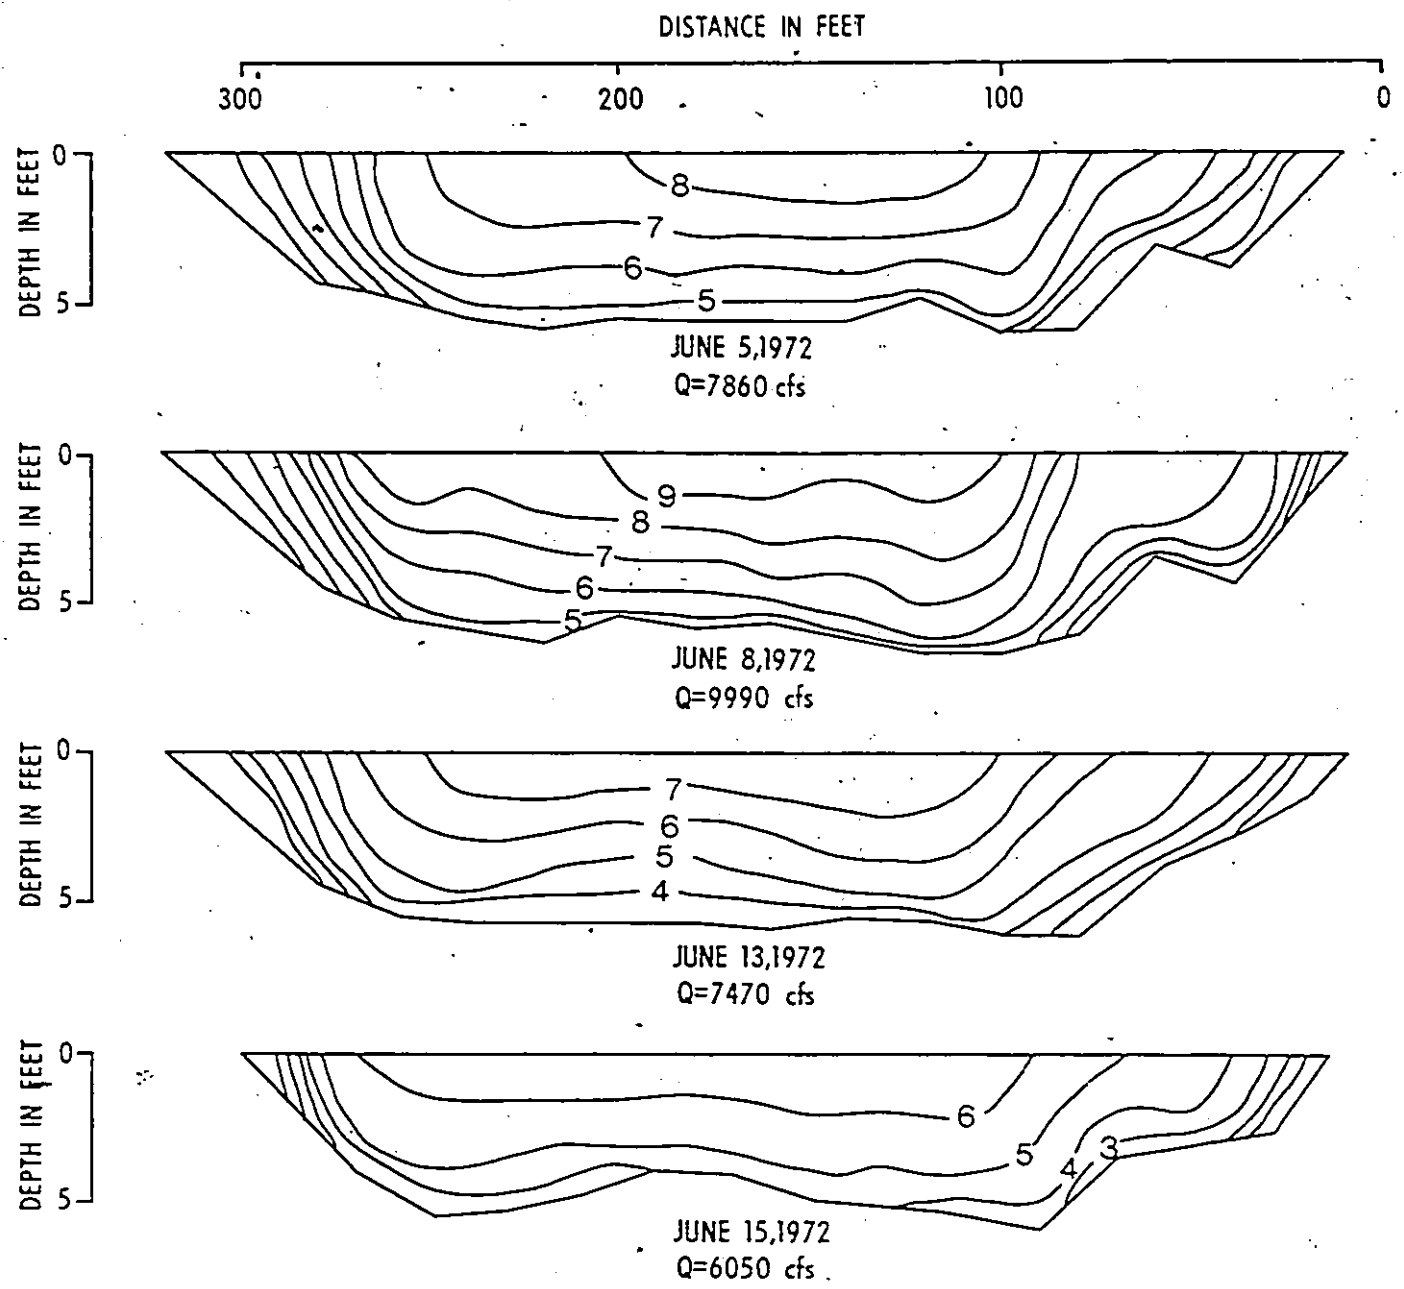 DISTANCE IN FEET
300 200 100 0
DEPTH IN FEET
0
5
8
7
6
5
JUNE 5,1972
Q=7860 cfs
DEPTH IN FEET
0
5
9
8
7
6
5
JUNE 8,1972
Q=9990 cfs
DEPTH IN FEET
0
5
7
6
5
4
JUNE 13,1972
Q=7470 cfs
DEPTH IN FEET
0
5
6
5
4
3
JUNE 15,1972
Q=6050 cfs